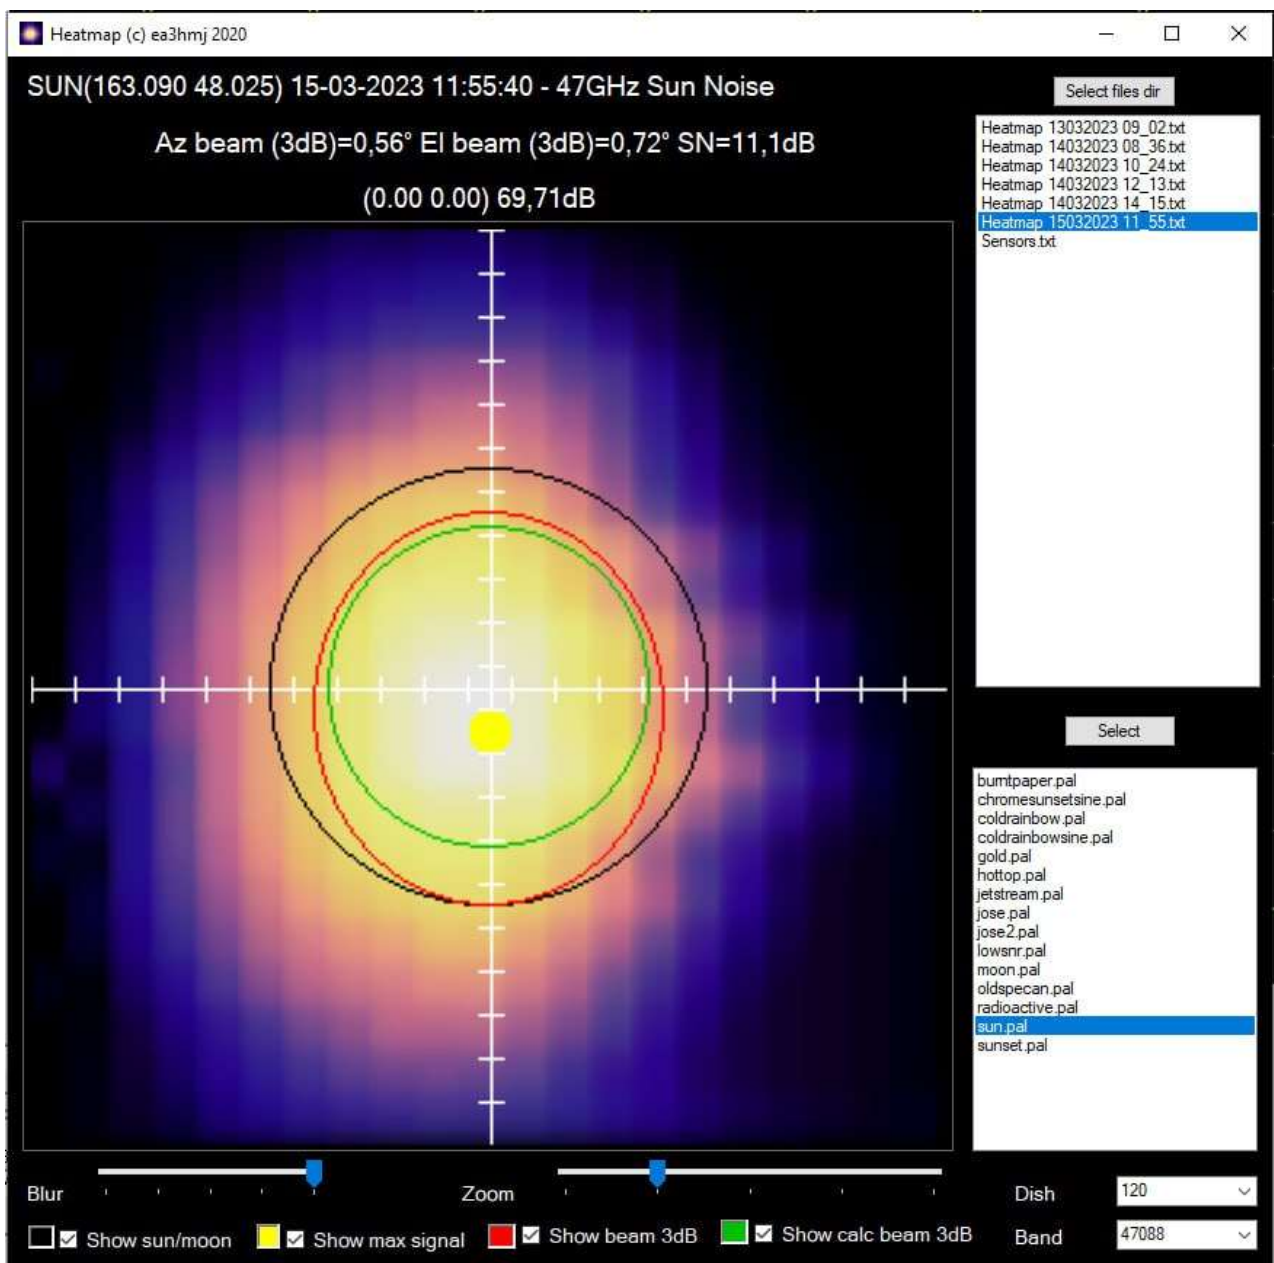 Heatmap (c) ea3hmj 2020
SUN(163.090 48.025) 15-03-2023 11:55:40 - 47GHz Sun Noise
Az beam (3dB)=0,56° El beam (3dB)=0,72° SN=11,1dB
(0.00 0.00) 69,71dB
Select files dir
Heatmap 13032023 09_02.txt
Heatmap 14032023 08_36.txt
Heatmap 14032023 10_24.txt
Heatmap 14032023 12_13.txt
Heatmap 14032023 14_15.txt
Heatmap 15032023 11_55.txt
Sensors.txt
Select
burntpaper.pal
chromesunsetsine.pal
coldrainbow.pal
coldrainbowsine.pal
gold.pal
hottop.pal
jetstream.pal
jose.pal
jose2.pal
lowsnr.pal
moon.pal
oldspecan.pal
radioactive.pal
sun.pal
sunset.pal
Blur
Zoom
Dish
120
Show sun/moon
Show max signal
Show beam 3dB
Show calc beam 3dB
Band
47088